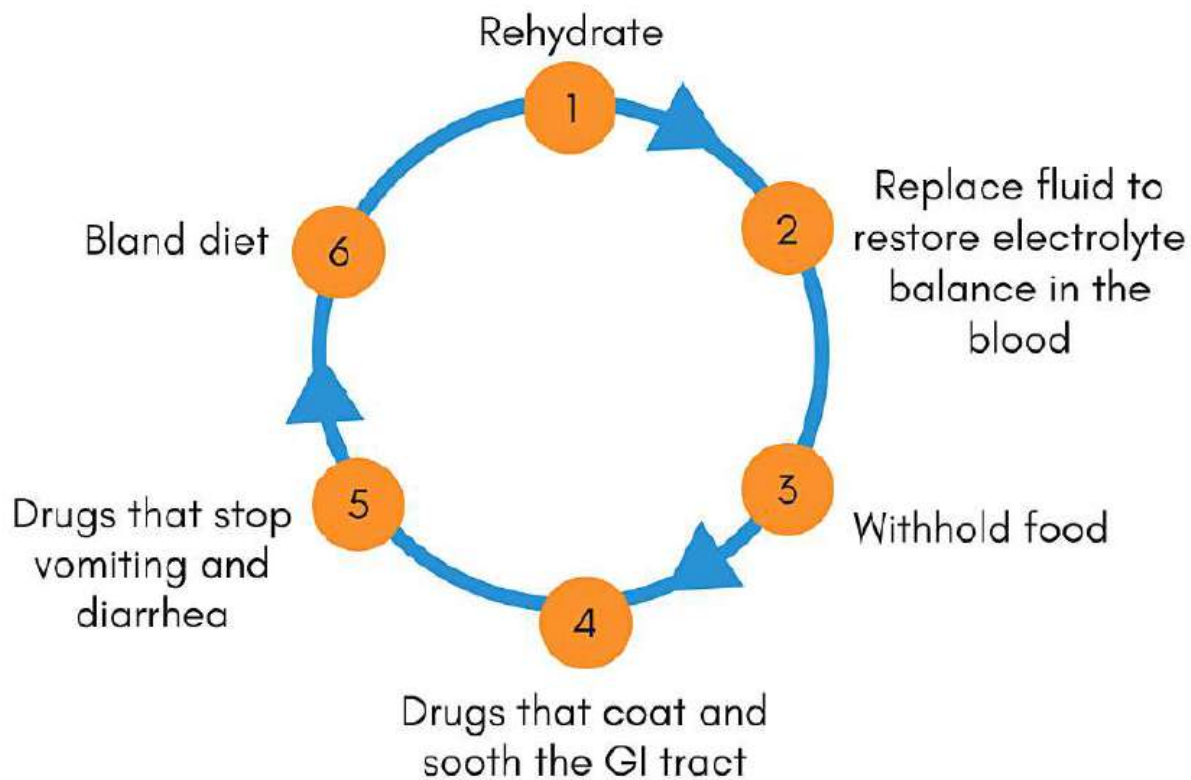 Rehydrate
1
2
Replace fluid to
restore electrolyte
balance in the
blood
3
Withhold food
4
Drugs that coat and
sooth the GI tract
5
Drugs that stop
vomiting and
diarrhea
6
Bland diet